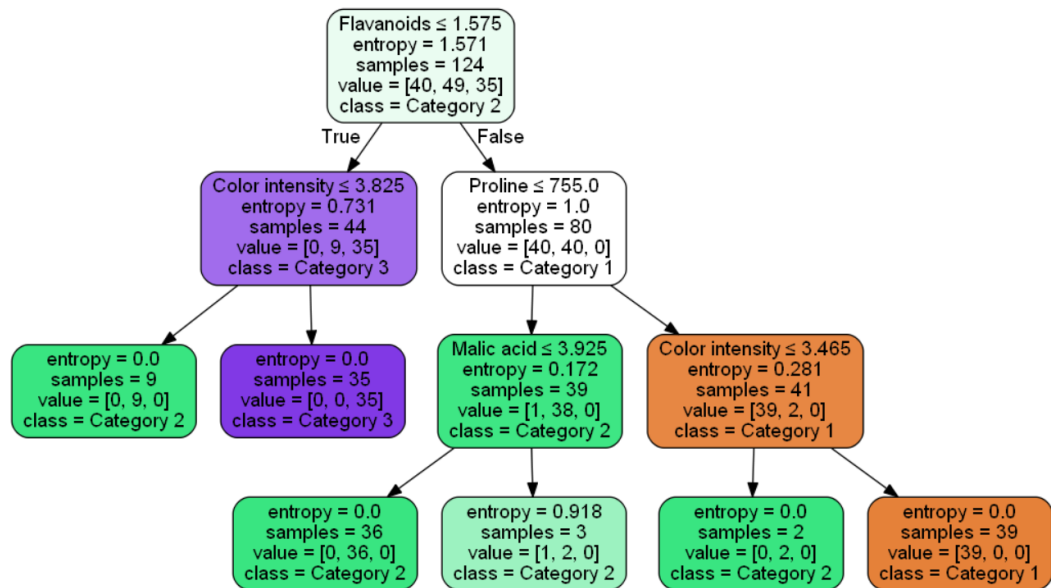 Flavanoids ≤ 1.575
entropy = 1.571
samples = 124
value = [40, 49, 35]
class = Category 2
True
False
Color intensity ≤ 3.825
entropy = 0.731
samples = 44
value = [0, 9, 35]
class = Category 3
Proline ≤ 755.0
entropy = 1.0
samples = 80
value = [40, 40, 0]
class = Category 1
entropy = 0.0
samples = 9
value = [0, 9, 0]
class = Category 2
entropy = 0.0
samples = 35
value = [0, 0, 35]
class = Category 3
Malic acid ≤ 3.925
entropy = 0.172
samples = 39
value = [1, 38, 0]
class = Category 2
Color intensity ≤ 3.465
entropy = 0.281
samples = 41
value = [39, 2, 0]
class = Category 1
entropy = 0.0
samples = 36
value = [0, 36, 0]
class = Category 2
entropy = 0.918
samples = 3
value = [1, 2, 0]
class = Category 2
entropy = 0.0
samples = 2
value = [0, 2, 0]
class = Category 2
entropy = 0.0
samples = 39
value = [39, 0, 0]
class = Category 1